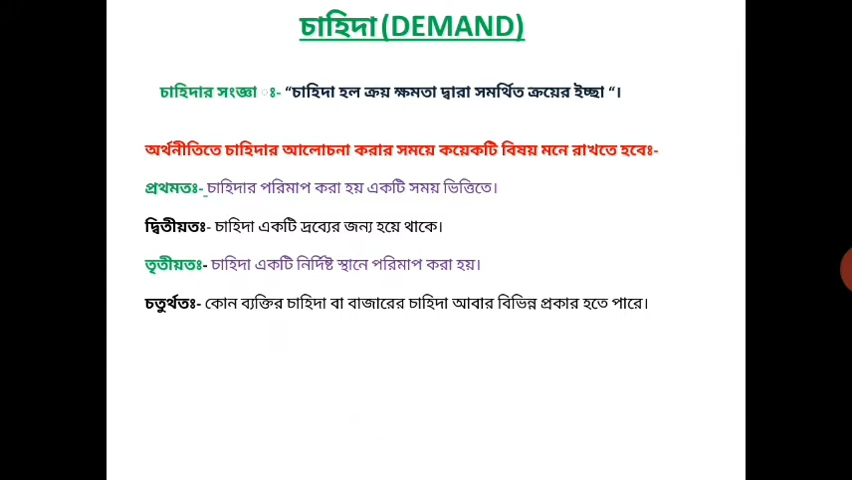 চাহিদা (DEMAND)
চাহিদার সংজ্ঞা ঃ- “চাহিদা হল ক্রয় ক্ষমতা দ্বারা সমর্থিত ক্রয়ের ইচ্ছা “।
অর্থনীতিতে চাহিদার আলোচনা করার সময়ে কয়েকটি বিষয় মনে রাখতে হবেঃ-
প্রথমতঃ- চাহিদার পরিমাপ করা হয় একটি সময় ভিত্তিতে।
দ্বিতীয়তঃ- চাহিদা একটি দ্রব্যের জন্য হয়ে থাকে।
তৃতীয়তঃ- চাহিদা একটি নির্দিষ্ট স্থানে পরিমাপ করা হয়।
চতুর্থতঃ- কোন ব্যক্তির চাহিদা বা বাজারের চাহিদা আবার বিভিন্ন প্রকার হতে পারে।